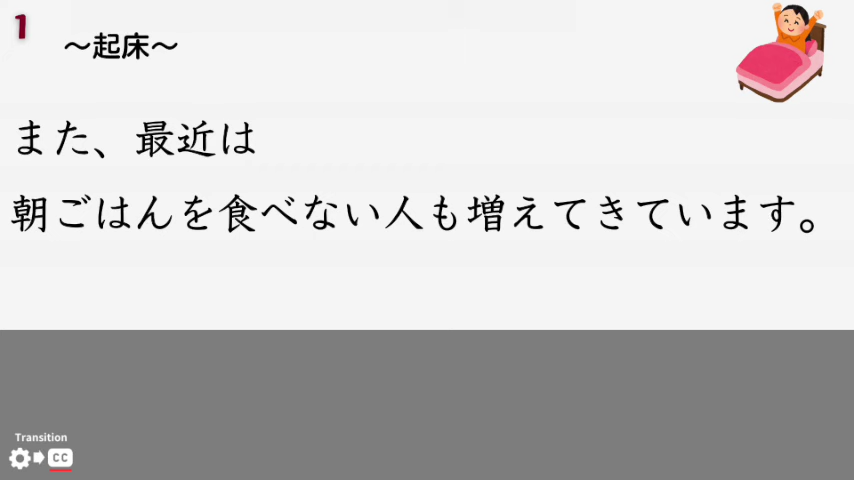 1
～起床～
また、最近は
朝ごはんを食べない人も増えてきています。
Transition
CC